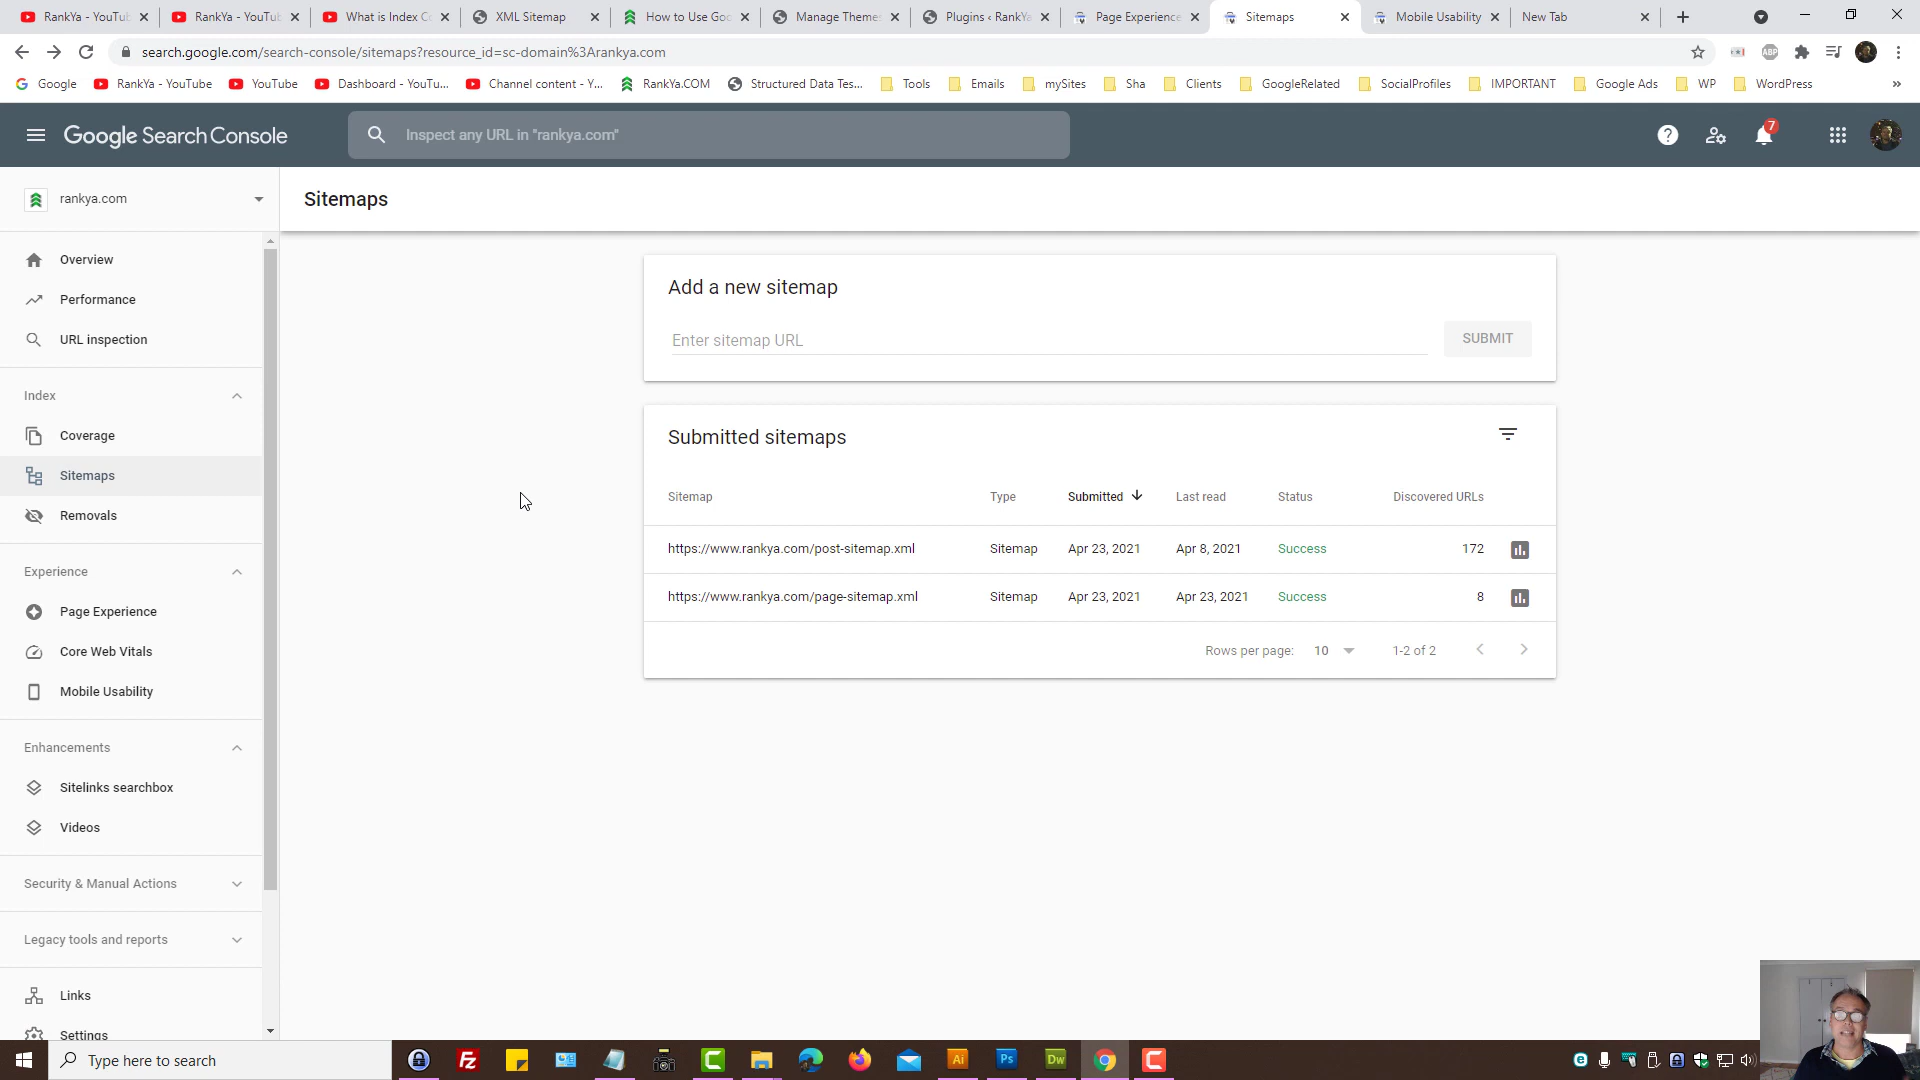 RankYa - YouTub
RankYa - YouTub
What is Index Co
XML Sitemap
How to Use Goo
Manage Themes
Plugins ‹ RankYa
Page Experience
Sitemaps
Mobile Usability
New Tab
search.google.com/search-console/sitemaps?resource_id=sc-domain%3Arankya.com
ABP
Google
RankYa - YouTube
YouTube
Dashboard - YouTu...
Channel content - Y...
RankYa.COM
Structured Data Tes...
Tools
Emails
mySites
Sha
Clients
GoogleRelated
SocialProfiles
IMPORTANT
Google Ads
WP
WordPress
»
Google Search Console
Inspect any URL in "rankya.com"
7
rankya.com
Sitemaps
Overview
Performance
URL inspection
Index
Coverage
Sitemaps
Removals
Experience
Page Experience
Core Web Vitals
Mobile Usability
Enhancements
Sitelinks searchbox
Videos
Security & Manual Actions
Legacy tools and reports
Links
Settings
Add a new sitemap
Enter sitemap URL
SUBMIT
Submitted sitemaps
Sitemap Type Submitted Last read Status Discovered URLs
https://www.rankya.com/post-sitemap.xml Sitemap Apr 23, 2021 Apr 8, 2021 Success 172
https://www.rankya.com/page-sitemap.xml Sitemap Apr 23, 2021 Apr 23, 2021 Success 8
Rows per page: 10 1-2 of 2
Type here to search
Fz
Ai
Ps
Dw